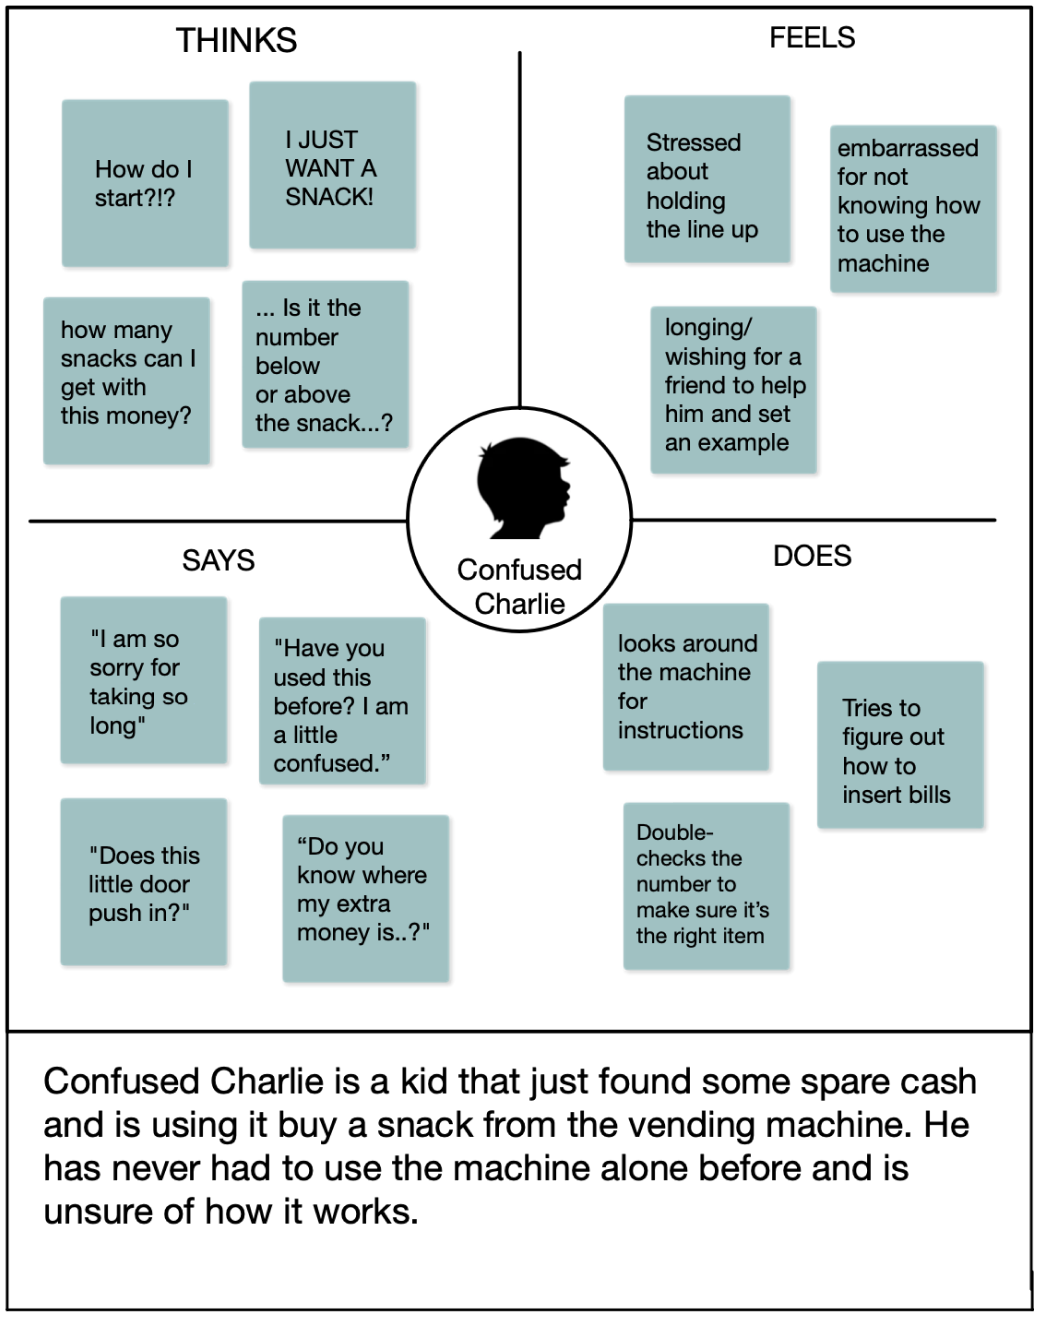 THINKS
How do I
start?!?
I JUST
WANT A
SNACK!
how many
snacks can I
get with
this money?
... Is it the
number
below
or above
the snack...?
FEELS
Stressed
about
holding
the line up
embarrassed
for not
knowing how
to use the
machine
longing/
wishing for a
friend to help
him and set
an example
Confused
Charlie
SAYS
"I am so
sorry for
taking so
long"
"Have you
used this
before? I am
a little
confused.”
"Does this
little door
push in?"
“Do you
know where
my extra
money is..?"
DOES
looks around
the machine
for
instructions
Tries to
figure out
how to
insert bills
Double-
checks the
number to
make sure it’s
the right item
Confused Charlie is a kid that just found some spare cash
and is using it buy a snack from the vending machine. He
has never had to use the machine alone before and is
unsure of how it works.